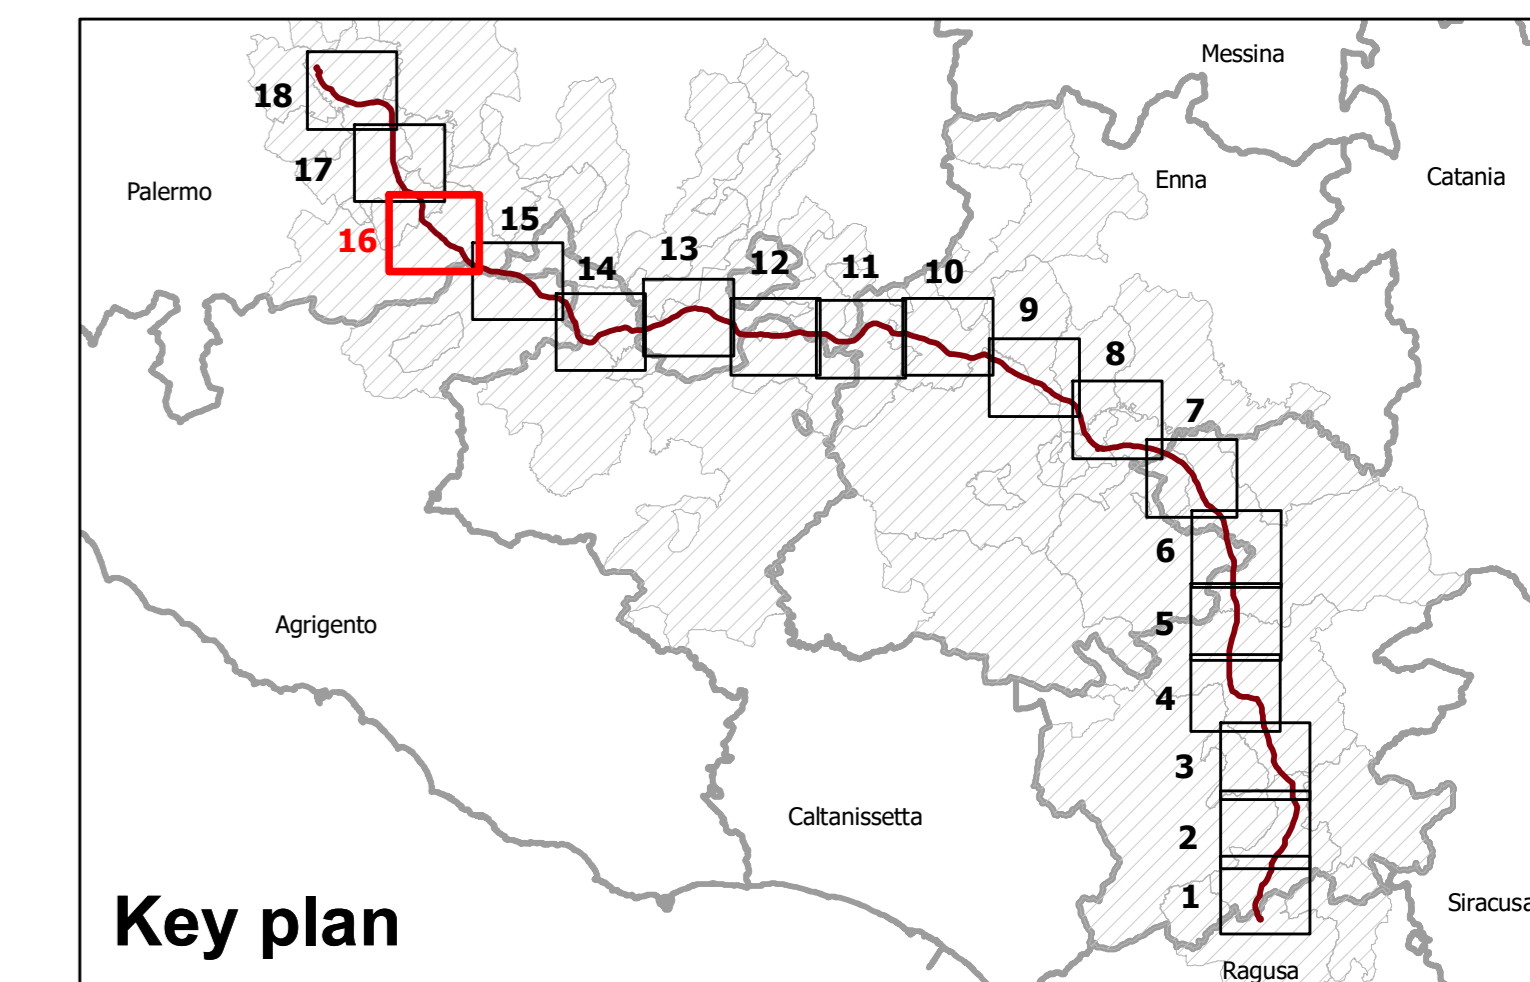 Messina
18
17
Palermo
Enna
Catania
16
15
14
13
12
11
10
9
8
7
6
5
Agrigento
4
3
Caltanissetta
2
1
Siracusa
Key plan
Ragusa